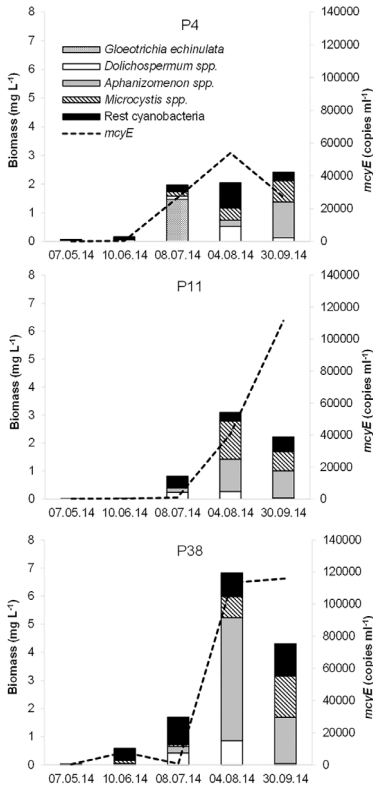 P4
8
7
6
5
4
3
2
1
0
Biomass (mg L-1)
Gloeotrichia echinulata
Dolichospermum spp.
Aphanizomenon spp.
Microcystis spp.
Rest cyanobacteria
mcyE
140000
120000
100000
80000
60000
40000
20000
0
mcyE (copies ml-1)
07.05.14 10.06.14 08.07.14 04.08.14 30.09.14
P11
8
7
6
5
4
3
2
1
0
Biomass (mg L-1)
140000
120000
100000
80000
60000
40000
20000
0
mcyE (copies ml-1)
07.05.14 10.06.14 08.07.14 04.08.14 30.09.14
P38
8
7
6
5
4
3
2
1
0
Biomass (mg L-1)
140000
120000
100000
80000
60000
40000
20000
0
mcyE (copies ml-1)
07.05.14 10.06.14 08.07.14 04.08.14 30.09.14